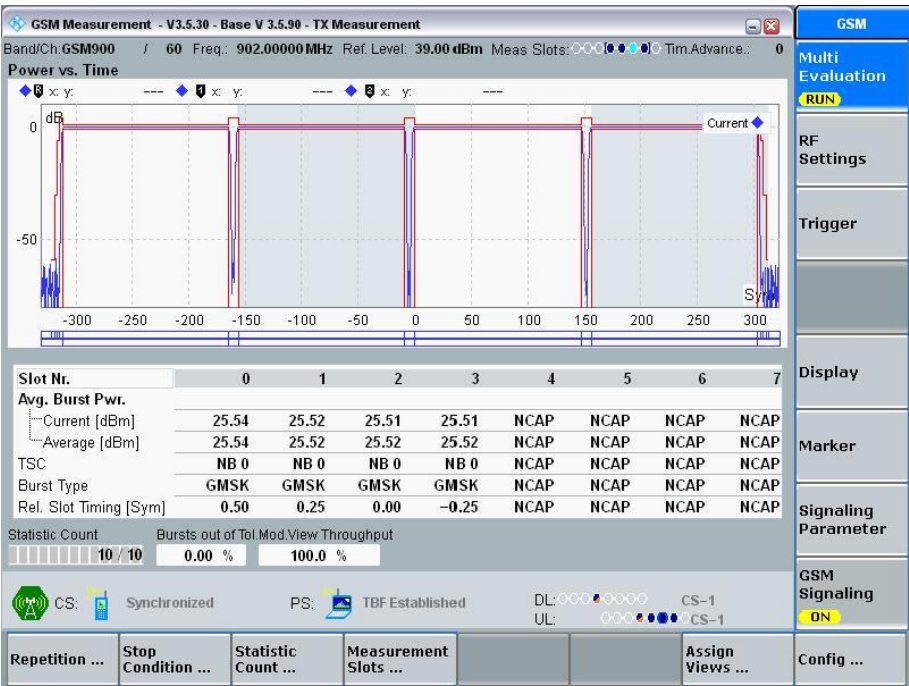 GSM Measurement - V3.5.30 - Base V 3.5.90 - TX Measurement
GSM
Band/Ch:GSM900 / 60 Freq.: 902.00000 MHz Ref. Level: 39.00 dBm Meas Slots: Tim.Advance.: 0
Power vs. Time
Multi Evaluation
RUN
R x: y: --- 1 x: y: --- 2 x: y: ---
dB
Current
0
-50
Sym
-300 -250 -200 -150 -100 -50 0 50 100 150 200 250 300
RF Settings
Trigger
Slot Nr. 0 1 2 3 4 5 6 7
Avg. Burst Pwr.
Current [dBm] 25.54 25.52 25.51 25.51 NCAP NCAP NCAP NCAP
Average [dBm] 25.54 25.52 25.52 25.52 NCAP NCAP NCAP NCAP
TSC NB 0 NB 0 NB 0 NB 0 NCAP NCAP NCAP NCAP
Burst Type GMSK GMSK GMSK GMSK NCAP NCAP NCAP NCAP
Rel. Slot Timing [Sym] 0.50 0.25 0.00 -0.25 NCAP NCAP NCAP NCAP
Display
Marker
Signaling Parameter
Statistic Count Bursts out of Tol. Mod.View Throughput
10 / 10 0.00 % 100.0 %
CS: Synchronized PS: TBF Established DL: CS-1
UL: CS-1
GSM Signaling
ON
Repetition ...
Stop Condition ...
Statistic Count ...
Measurement Slots ...
Assign Views ...
Config ...